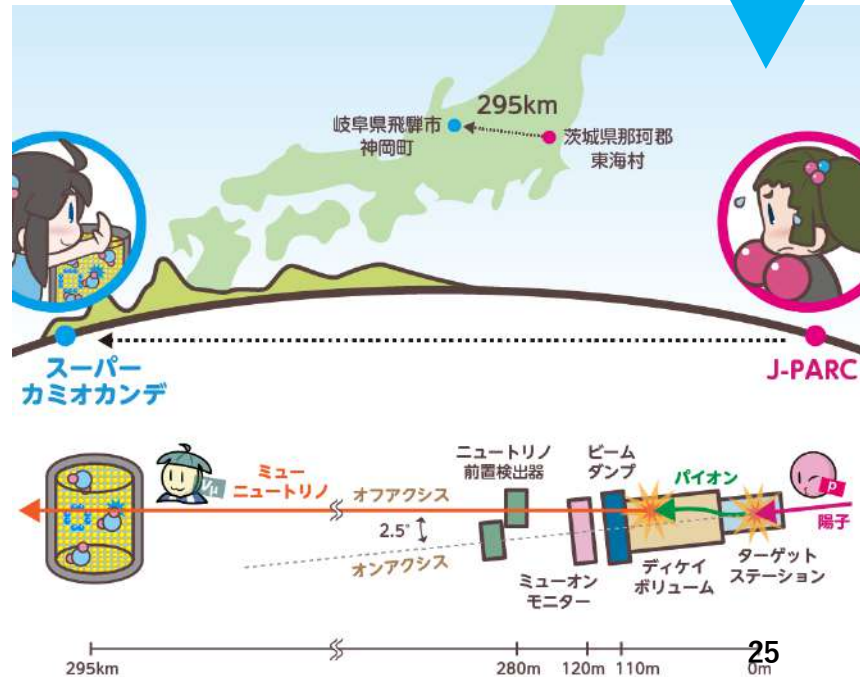 295km
岐阜県飛騨市
神岡町
茨城県那珂郡
東海村
スーパー
カミオカンデ
J-PARC
ニュートリノ
前置検出器
ビーム
ダンプ
パイオン
p
陽子
νμ
ミュー
ニュートリノ
オフアクシス
2.5°
オンアクシス
ミューオン
モニター
ディケイ
ボリューム
ターゲット
ステーション
295km
280m
120m
110m
0m
25